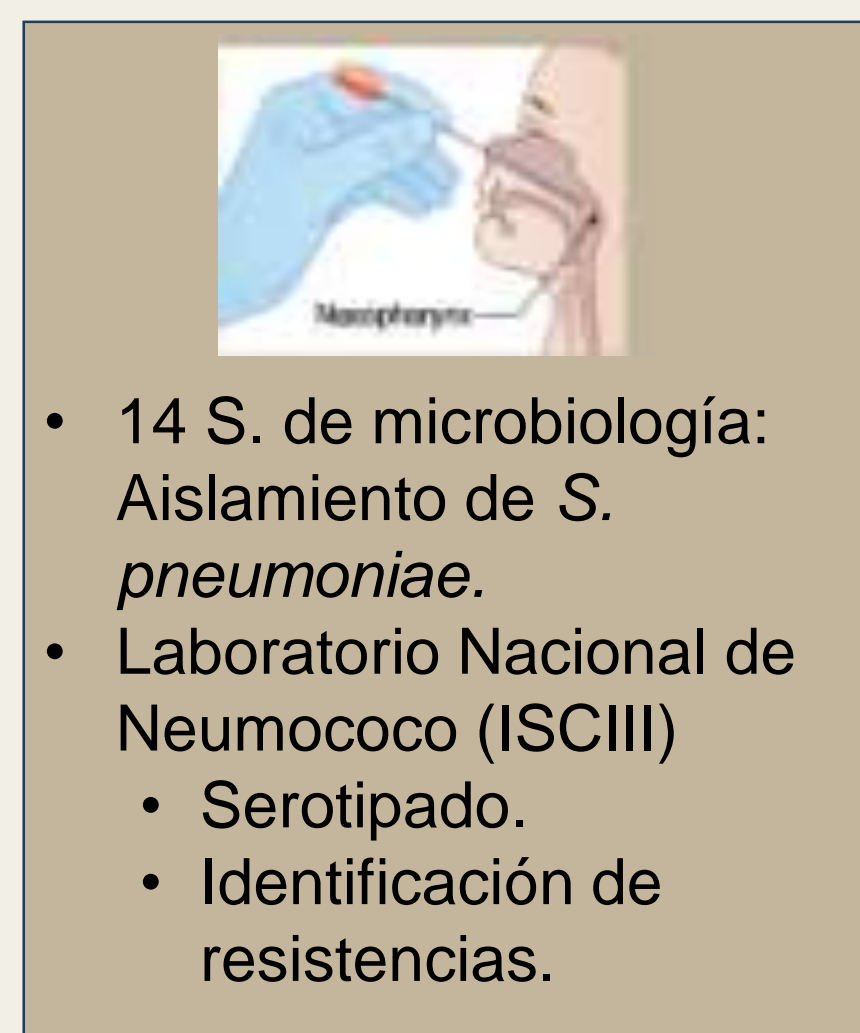 Nasopharynx
• 14 S. de microbiología:
Aislamiento de S.
pneumoniae.
• Laboratorio Nacional de
Neumococo (ISCIII)
• Serotipado.
• Identificación de
resistencias.